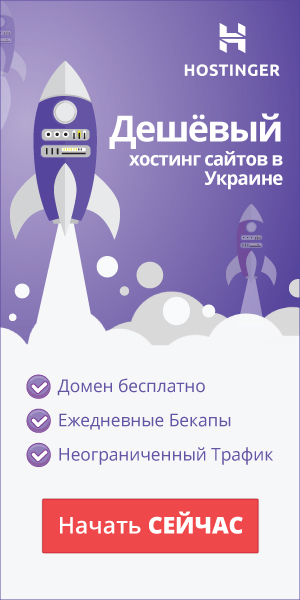 HOSTINGER
Дешёвый
хостинг сайтов в
Украине
Домен бесплатно
Ежедневные Бекапы
Неограниченный Трафик
Начать СЕЙЧАС